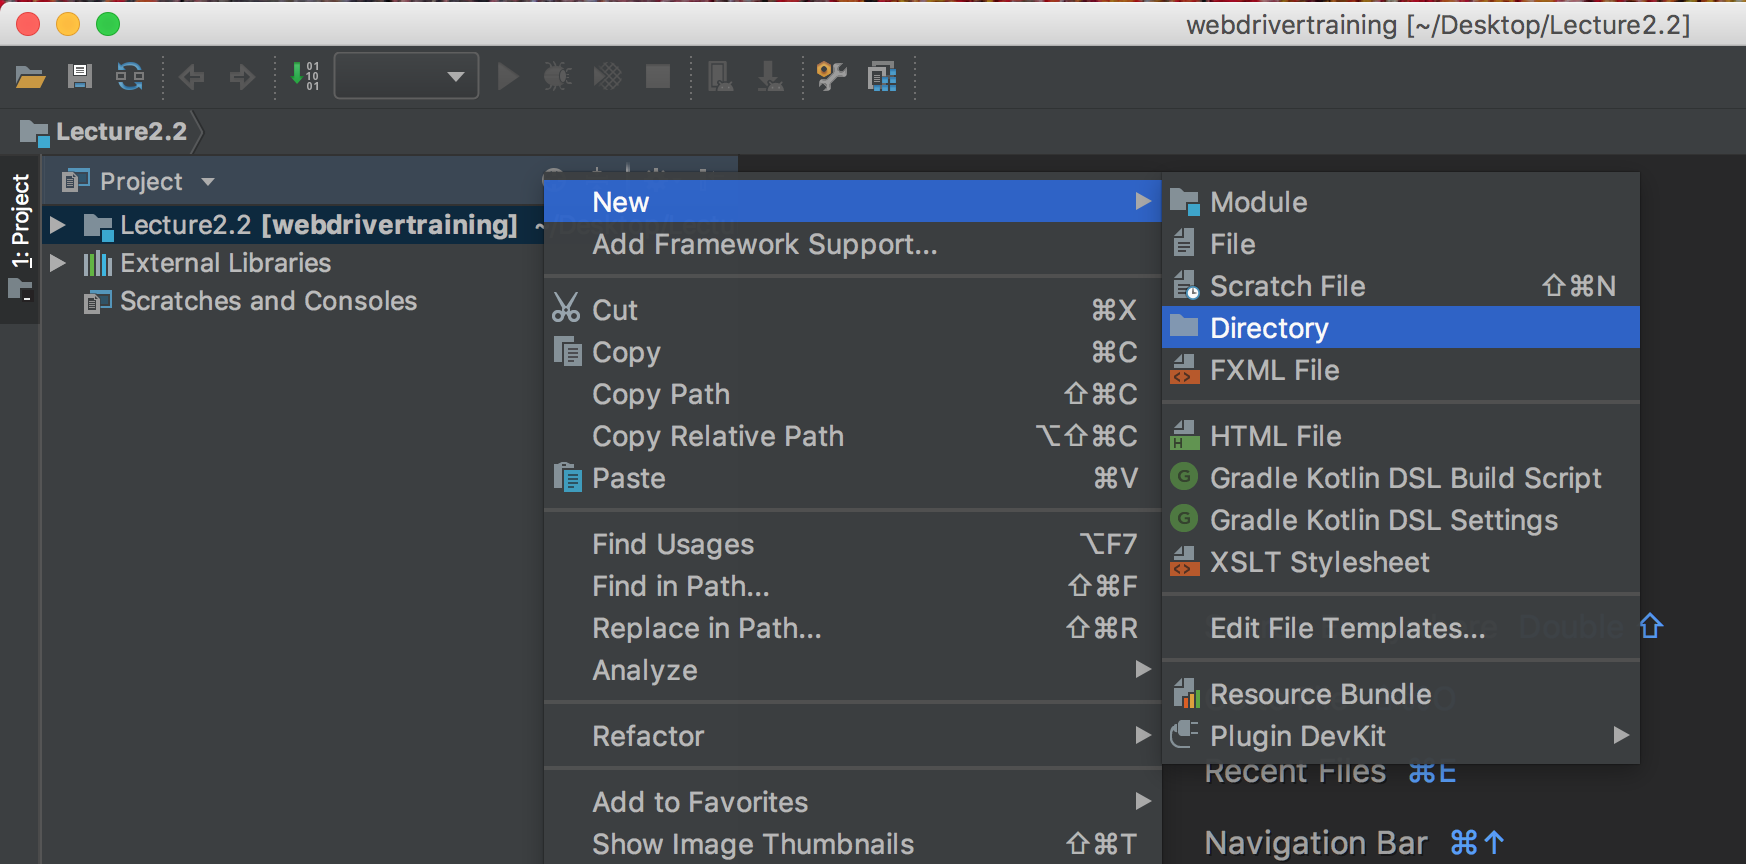 webdrivertraining [~/Desktop/Lecture2.2]
Lecture2.2
Project
1: Project
Lecture2.2 [webdrivertraining]
External Libraries
Scratches and Consoles
New
Add Framework Support...
Cut ⌘X
Copy ⌘C
Copy Path ⇧⌘C
Copy Relative Path ⌥⇧⌘C
Paste ⌘V
Find Usages ⌥F7
Find in Path... ⇧⌘F
Replace in Path... ⇧⌘R
Analyze
Refactor
Add to Favorites
Show Image Thumbnails ⇧⌘T
Module
File
Scratch File ⇧⌘N
Directory
FXML File
HTML File
Gradle Kotlin DSL Build Script
Gradle Kotlin DSL Settings
XSLT Stylesheet
Edit File Templates...
Double ⇧
Resource Bundle
Plugin DevKit
Recent Files ⌘E
Navigation Bar ⌘↑